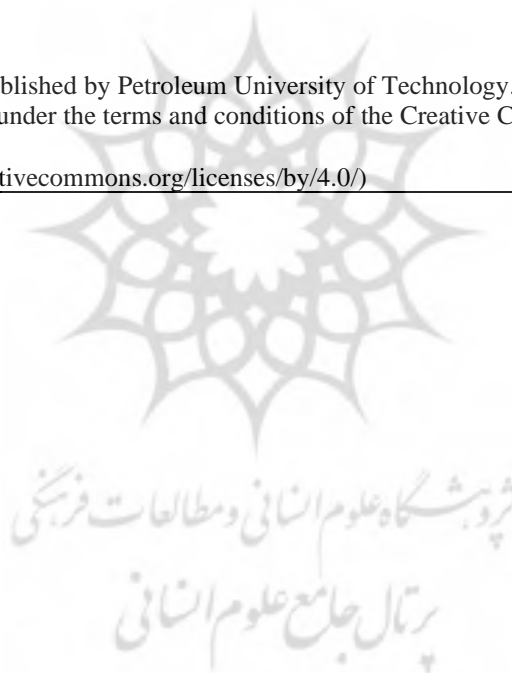 blished by Petroleum University of Technology.
under the terms and conditions of the Creative C
tivecommons.org/licenses/by/4.0/)
پژوهشگاه علوم انسانی و مطالعات فرهنگی
پرتال جامع علوم انسانی